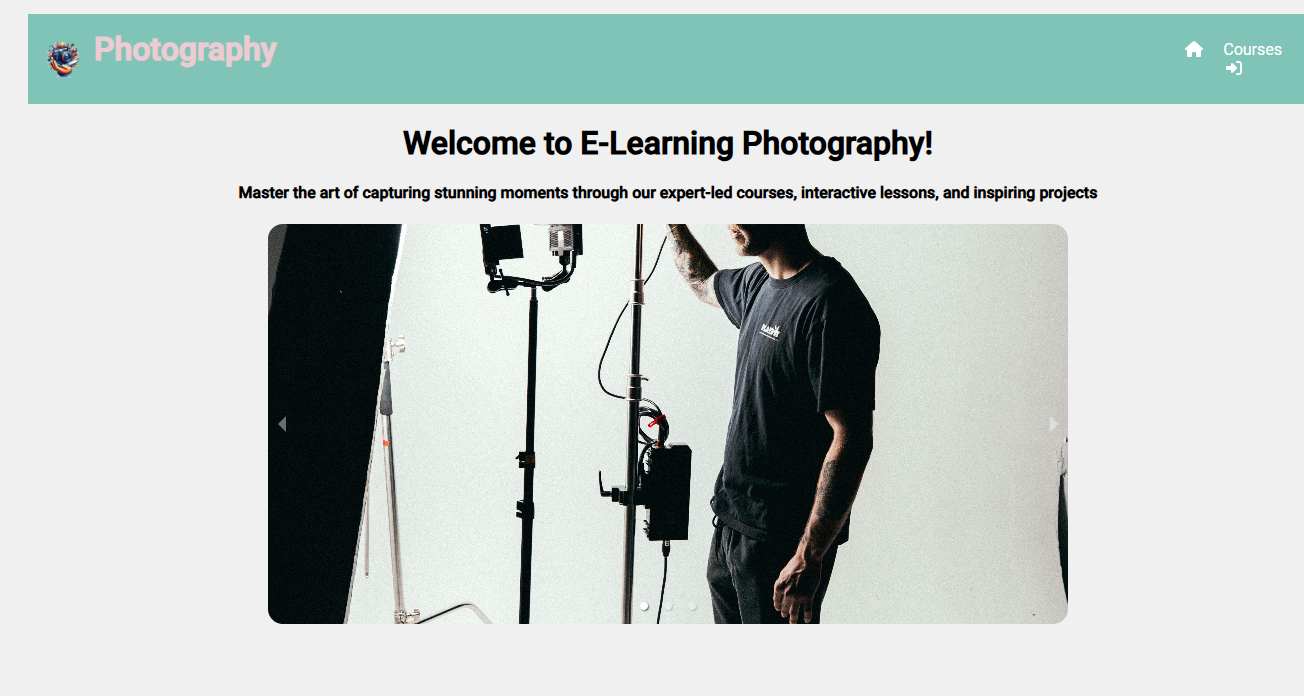 Photography
Courses
Welcome to E-Learning Photography!
Master the art of capturing stunning moments through our expert-led courses, interactive lessons, and inspiring projects